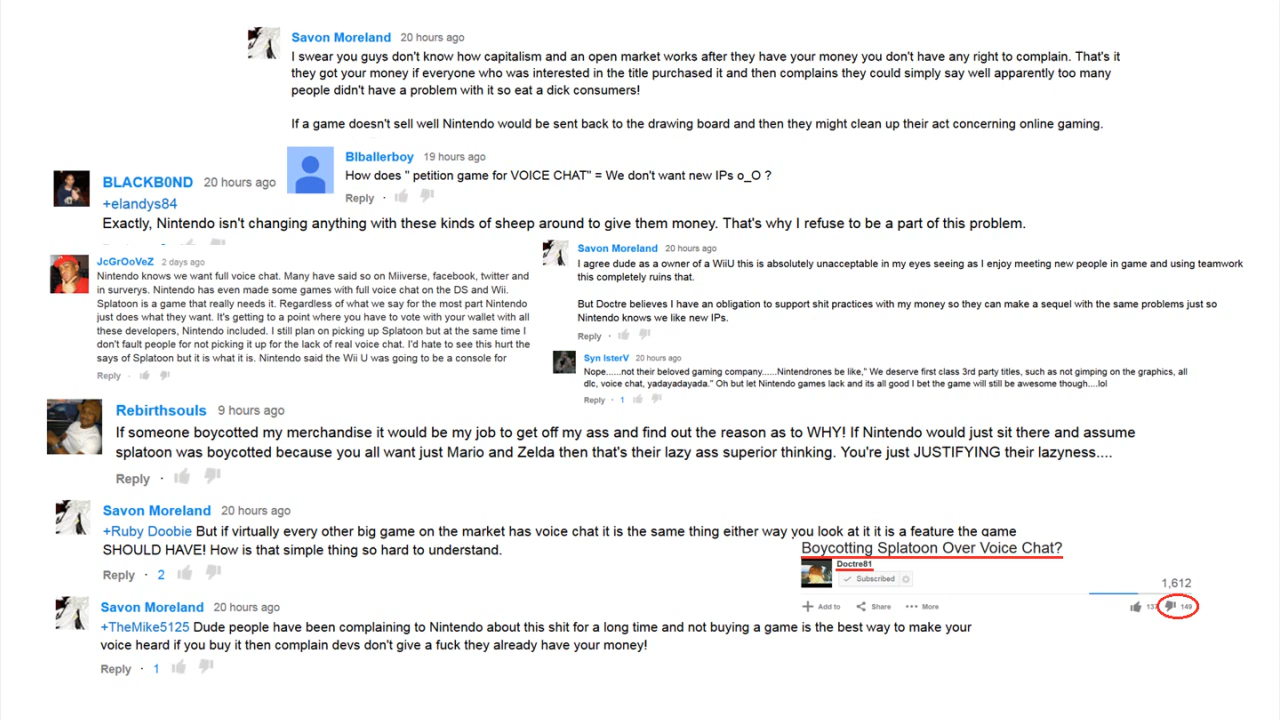 Savon Moreland 20 hours ago
I swear you guys don't know how capitalism and an open market works after they have your money you don't have any right to complain. That's it
they got your money if everyone who was interested in the title purchased it and then complains they could simply say well apparently too many
people didn't have a problem with it so eat a dick consumers!
If a game doesn't sell well Nintendo would be sent back to the drawing board and then they might clean up their act concerning online gaming.
Blballerboy 19 hours ago
How does " petition game for VOICE CHAT" = We don't want new IPs o_O ?
Reply ·
BLACKB0ND 20 hours ago
+elandys84
Exactly, Nintendo isn't changing anything with these kinds of sheep around to give them money. That's why I refuse to be a part of this problem.
JcGrOoVeZ 2 days ago
Nintendo knows we want full voice chat. Many have said so on Miiverse, facebook, twitter and
in surverys. Nintendo has even made some games with full voice chat on the DS and Wii.
Splatoon is a game that really needs it. Regardless of what we say for the most part Nintendo
just does what they want. It's getting to a point where you have to vote with your wallet with all
these developers, Nintendo included. I still plan on picking up Splatoon but at the same time I
don't fault people for not picking it up for the lack of real voice chat. I'd hate to see this hurt the
says of Splatoon but it is what it is. Nintendo said the Wii U was going to be a console for
Reply ·
Savon Moreland 20 hours ago
I agree dude as a owner of a WiiU this is absolutely unacceptable in my eyes seeing as I enjoy meeting new people in game and using teamwork
this completely ruins that.
But Doctre believes I have an obligation to support shit practices with my money so they can make a sequel with the same problems just so
Nintendo knows we like new IPs.
Reply ·
Syn IsterV 20 hours ago
Nope.....not their beloved gaming company......Nintendrones be like," We deserve first class 3rd party titles, such as not gimping on the graphics, all
dlc, voice chat, yadayadayada." Oh but let Nintendo games lack and its all good I bet the game will still be awesome though....lol
Reply · 1
Rebirthsouls 9 hours ago
If someone boycotted my merchandise it would be my job to get off my ass and find out the reason as to WHY! If Nintendo would just sit there and assume
splatoon was boycotted because you all want just Mario and Zelda then that's their lazy ass superior thinking. You're just JUSTIFYING their lazyness....
Reply ·
Savon Moreland 20 hours ago
+Ruby Doobie But if virtually every other big game on the market has voice chat it is the same thing either way you look at it it is a feature the game
SHOULD HAVE! How is that simple thing so hard to understand.
Reply · 2
Boycotting Splatoon Over Voice Chat?
Doctre81
Subscribed
1,612
Add to Share More 149
Savon Moreland 20 hours ago
+TheMike5125 Dude people have been complaining to Nintendo about this shit for a long time and not buying a game is the best way to make your
voice heard if you buy it then complain devs don't give a fuck they already have your money!
Reply · 1